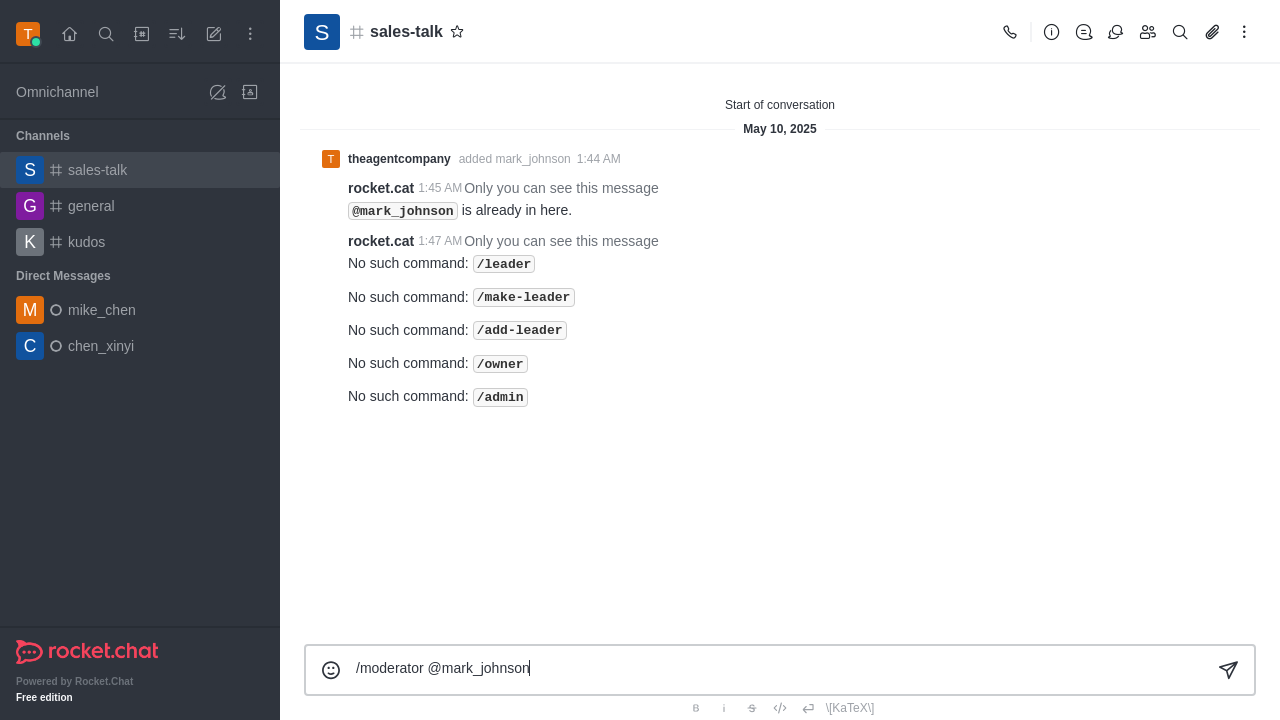 T
Omnichannel
Channels
S sales-talk
G general
K kudos
Direct Messages
M mike_chen
C chen_xinyi
rocket.chat
Powered by Rocket.Chat
Free edition
S sales-talk
Start of conversation
May 10, 2025
T theagentcompany added mark_johnson 1:44 AM
rocket.cat 1:45 AM Only you can see this message
@mark_johnson is already in here.
rocket.cat 1:47 AM Only you can see this message
No such command: /leader
No such command: /make-leader
No such command: /add-leader
No such command: /owner
No such command: /admin
/moderator @mark_johnson
B i S </> \[KaTeX\]